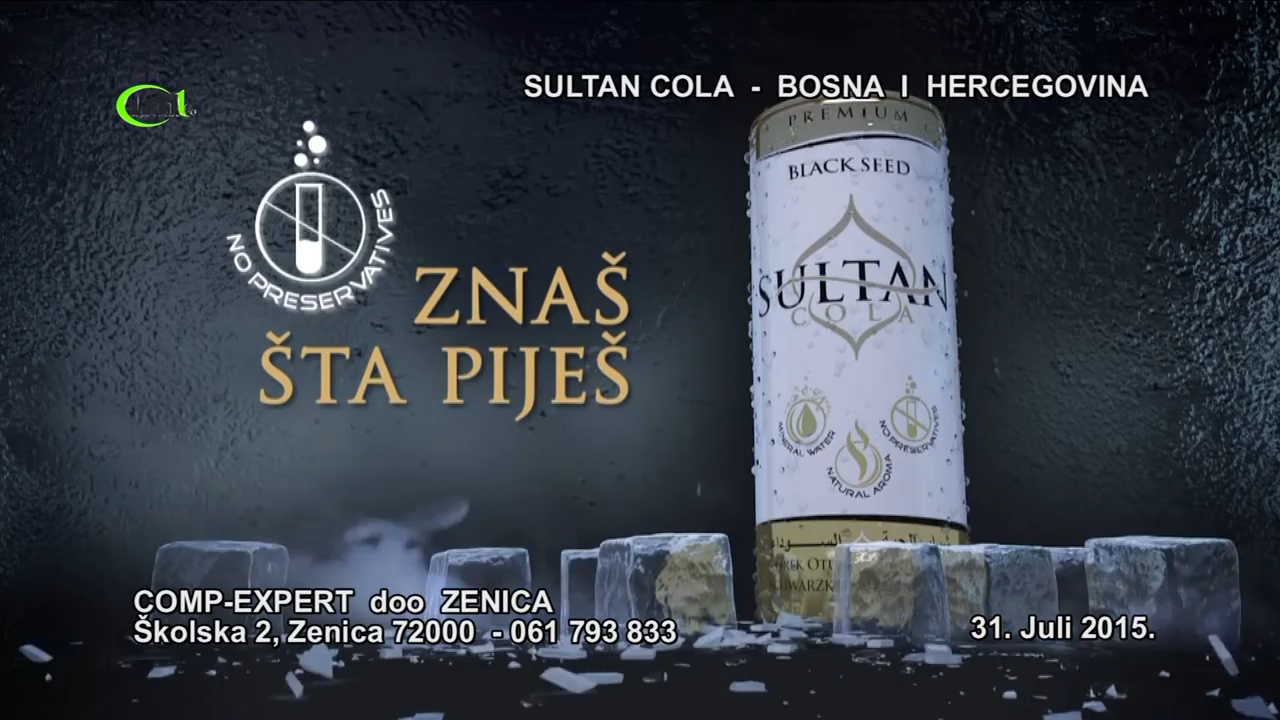 SULTAN COLA - BOSNA I HERCEGOVINA
PREMIUM
BLACK SEED
NO PRESERVATIVES
ZNAŠ
ŠTA PIJEŠ
SULTAN
COLA
MINERAL WATER
NO PRESERVATIVES
NATURAL AROMA
COMP-EXPERT doo ZENICA
Školska 2, Zenica 72000 - 061 793 833
31. Juli 2015.